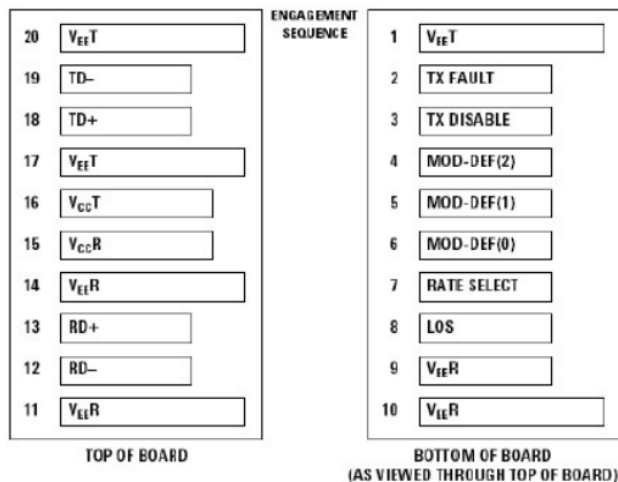 ENGAGEMENT
SEQUENCE
20 VEET
19 TD–
18 TD+
17 VEET
16 VCCT
15 VCCR
14 VEER
13 RD+
12 RD–
11 VEER
TOP OF BOARD
1 VEET
2 TX FAULT
3 TX DISABLE
4 MOD-DEF(2)
5 MOD-DEF(1)
6 MOD-DEF(0)
7 RATE SELECT
8 LOS
9 VEER
10 VEER
BOTTOM OF BOARD
(AS VIEWED THROUGH TOP OF BOARD)